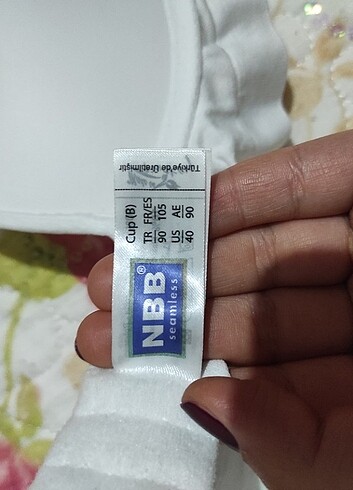 NBB®
seamless
Cup (B)
TR FR/ES
90 105
US AE
40 90
Türkiye'de Üretilmiştir